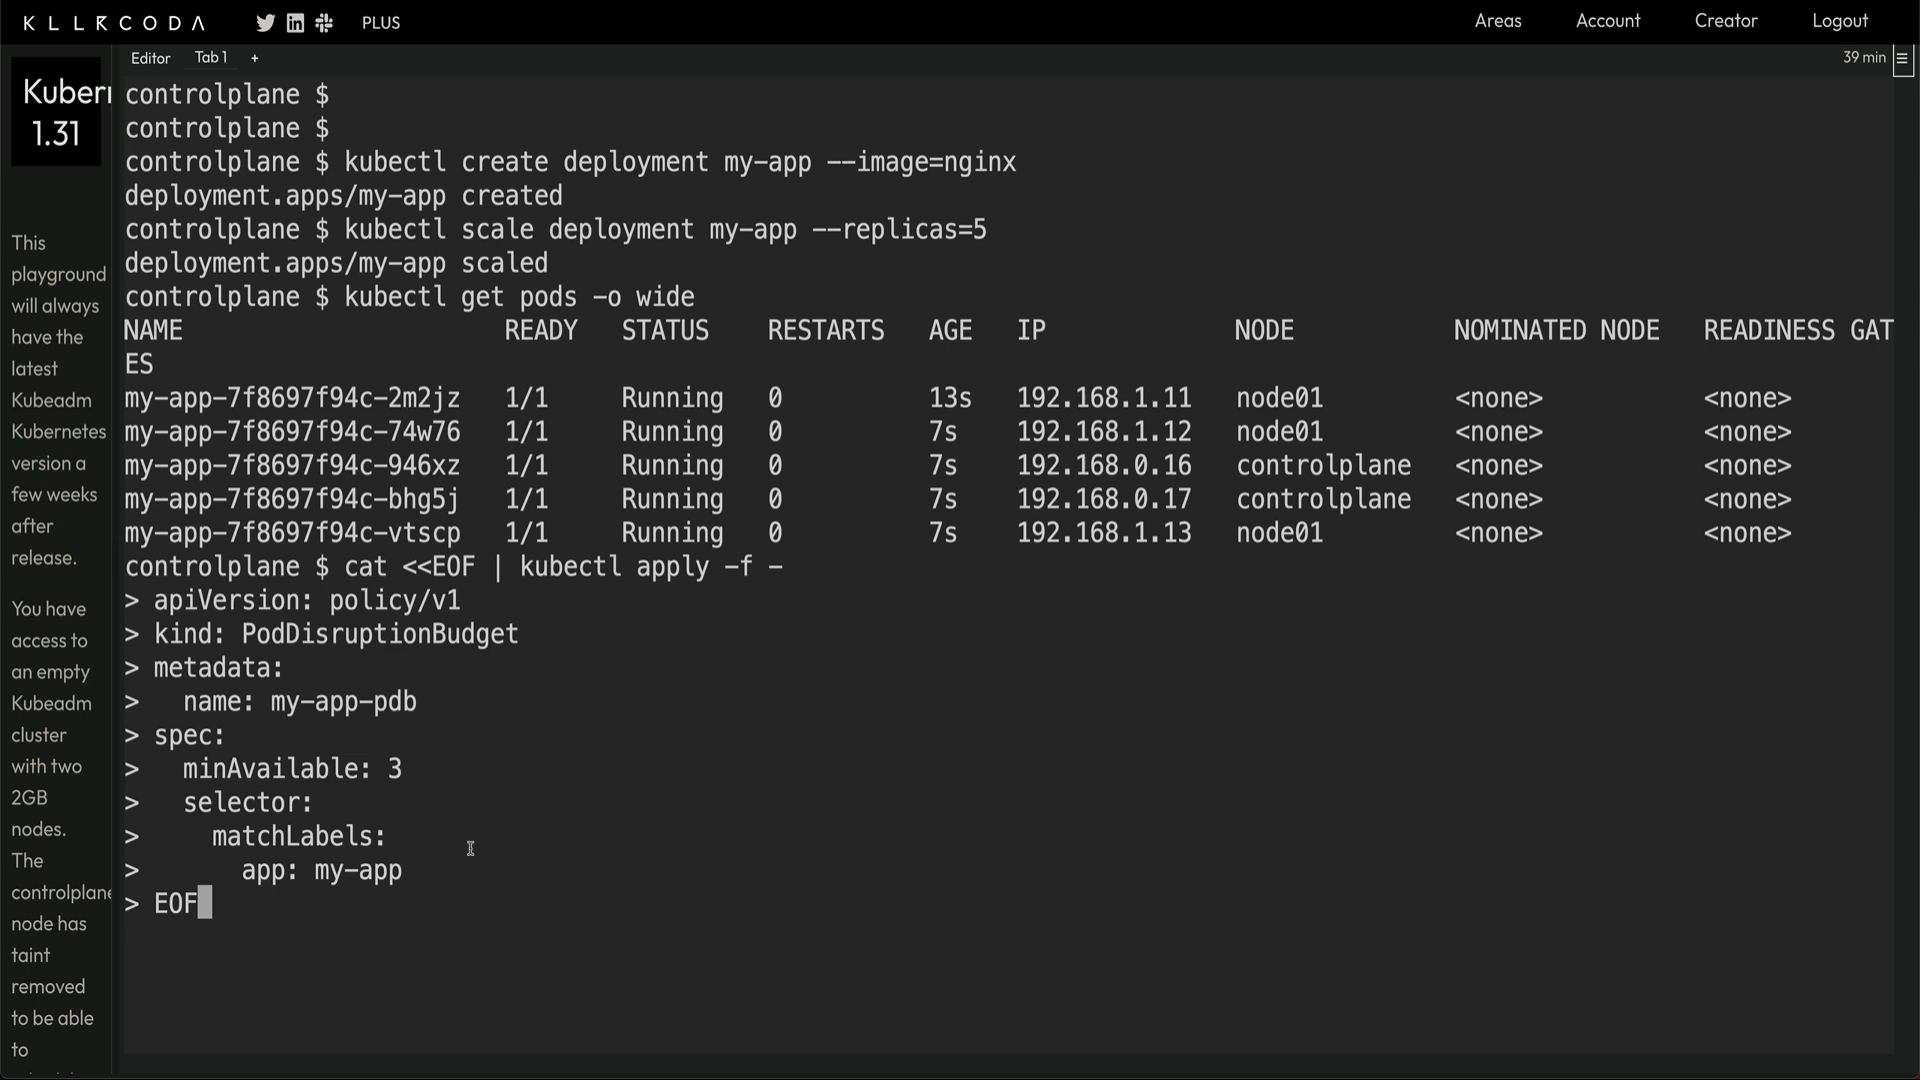 KLLRCODA PLUS Areas Account Creator Logout
Editor Tab 1 + 39 min
Kubern
1.31
This
playground
will always
have the
latest
Kubeadm
Kubernetes
version a
few weeks
after
release.
You have
access to
an empty
Kubeadm
cluster
with two
2GB
nodes.
The
controlplane
node has
taint
removed
to be able
to
controlplane $
controlplane $
controlplane $ kubectl create deployment my-app --image=nginx
deployment.apps/my-app created
controlplane $ kubectl scale deployment my-app --replicas=5
deployment.apps/my-app scaled
controlplane $ kubectl get pods -o wide
NAME READY STATUS RESTARTS AGE IP NODE NOMINATED NODE READINESS GAT
ES
my-app-7f8697f94c-2m2jz 1/1 Running 0 13s 192.168.1.11 node01 <none> <none>
my-app-7f8697f94c-74w76 1/1 Running 0 7s 192.168.1.12 node01 <none> <none>
my-app-7f8697f94c-946xz 1/1 Running 0 7s 192.168.0.16 controlplane <none> <none>
my-app-7f8697f94c-bhg5j 1/1 Running 0 7s 192.168.0.17 controlplane <none> <none>
my-app-7f8697f94c-vtscp 1/1 Running 0 7s 192.168.1.13 node01 <none> <none>
controlplane $ cat <<EOF | kubectl apply -f -
> apiVersion: policy/v1
> kind: PodDisruptionBudget
> metadata:
>   name: my-app-pdb
> spec:
>   minAvailable: 3
>   selector:
>     matchLabels:
>       app: my-app
> EOF